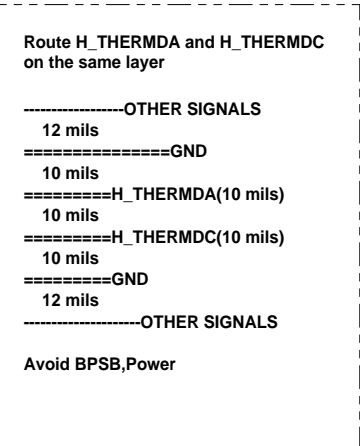 Route H_THERMDA and H_THERMDC
on the same layer
------------------OTHER SIGNALS
12 mils
===============GND
10 mils
=========H_THERMDA(10 mils)
10 mils
=========H_THERMDC(10 mils)
10 mils
=========GND
12 mils
---------------------OTHER SIGNALS
Avoid BPSB,Power